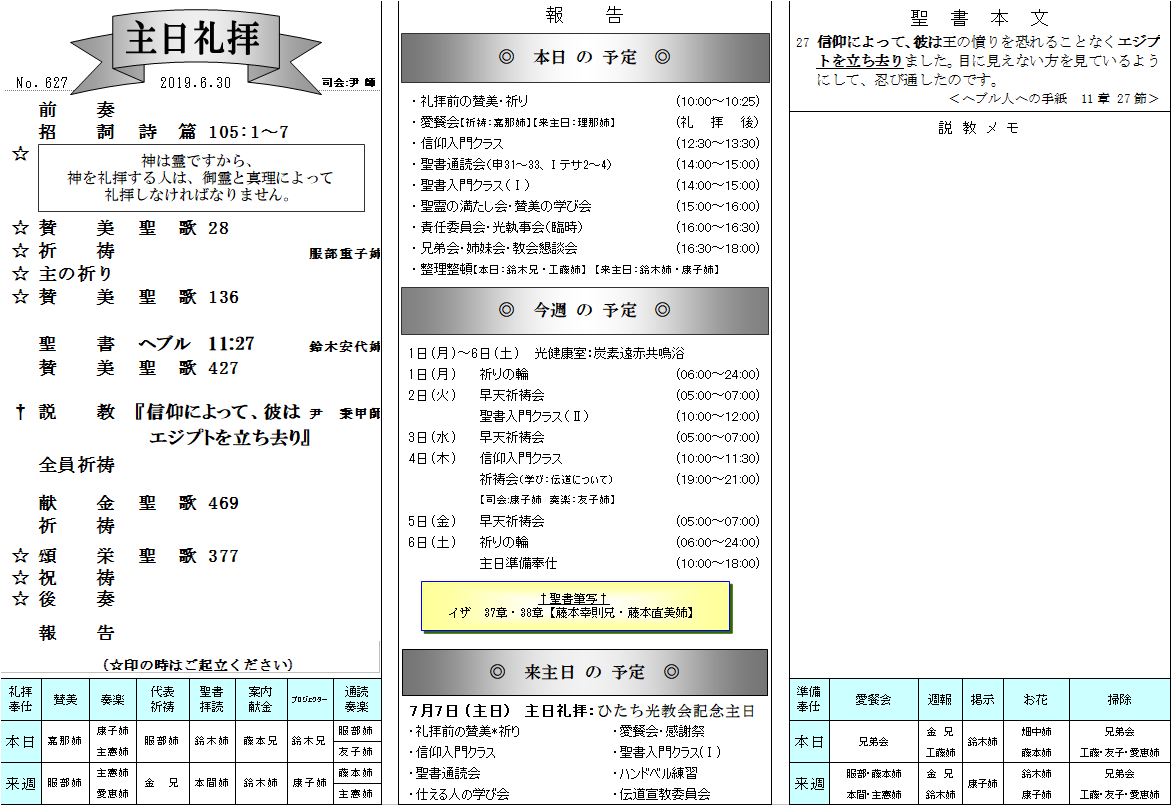 主日礼拝
No. 627　2019.6.30　司会:尹 師
前　奏
招　詞　詩　篇　105:1～7
☆
神は霊ですから、
神を礼拝する人は、御霊と真理によって
礼拝しなければなりません。
☆ 賛　美　聖　歌　28
☆ 祈　祷　服部重子姉
☆ 主の祈り
☆ 賛　美　聖　歌　136
聖　書　ヘブル　11:27　鈴木安代姉
賛　美　聖　歌　427
† 説　教　『信仰によって、彼は　尹　秉甲師
エジプトを立ち去り』
全員祈祷
献　金　聖　歌　469
祈　祷
☆ 頌　栄　聖　歌　377
☆ 祝　祷
☆ 後　奏
報　告
(☆印の時はご起立ください)
礼拝奉仕　賛美　奏楽　代表祈祷　聖書拝読　案内献金　プロジェクター　通読奏楽
本日　嘉那姉　康子姉　主憲姉　服部姉　鈴木姉　藤本兄　鈴木兄　服部姉　友子姉
来週　服部姉　主憲姉　愛恵姉　金　兄　本間姉　鈴木姉　康子姉　藤本姉　主憲姉
報　告
◎　本日 の 予定　◎
・礼拝前の賛美・祈り　(10:00～10:25)
・愛餐会【祈祷：嘉那姉】【来主日：理那姉】　(礼　拝　後)
・信仰入門クラス　(12:30～13:30)
・聖書通読会(申31～33、Ⅰテサ2～4)　(14:00～15:00)
・聖書入門クラス(Ⅰ)　(14:00～15:00)
・聖霊の満たし会・賛美の学び会　(15:00～16:00)
・責任委員会・光執事会(臨時)　(16:00～16:30)
・兄弟会・姉妹会・教会懇談会　(16:30～18:00)
・整理整頓【本日：鈴木兄・工藤姉】【来主日：鈴木姉・康子姉】
◎　今週 の 予定　◎
1日(月)～6日(土)　光健康室：炭素遠赤共鳴浴
1日(月)　祈りの輪　(06:00～24:00)
2日(火)　早天祈祷会　(05:00～07:00)
聖書入門クラス(Ⅱ)　(10:00～12:00)
3日(水)　早天祈祷会　(05:00～07:00)
4日(木)　信仰入門クラス　(10:00～11:30)
祈祷会(学び：伝道について)　(19:00～21:00)
【司会:康子姉　奏楽：友子姉】
5日(金)　早天祈祷会　(05:00～07:00)
6日(土)　祈りの輪　(06:00～24:00)
主日準備奉仕　(10:00～18:00)
†聖書筆写†
イザ　37章・38章【藤本幸則兄・藤本直美姉】
◎　来主日 の 予定　◎
7月7日(主日)　主日礼拝：ひたち光教会記念主日
・礼拝前の賛美*祈り　・愛餐会・感謝祭
・信仰入門クラス　・聖書入門クラス(Ⅰ)
・聖書通読会　・ハンドベル練習
・仕える人の学び会　・伝道宣教委員会
聖 書 本 文
27 信仰によって、彼は王の憤りを恐れることなくエジプ
トを立ち去りました。目に見えない方を見ているよう
にして、忍び通したのです。
＜ヘブル人への手紙　11章 27節＞
説 教 メ モ
準備奉仕　愛餐会　週報　掲示　お花　掃除
本日　兄弟会　金　兄　工藤姉　鈴木姉　畑中姉　藤本姉　兄弟会　工藤・友子・愛恵姉
来週　服部・藤本姉　本間・主憲姉　金　兄　鈴木姉　康子姉　鈴木姉　康子姉　兄弟会　工藤・友子・愛恵姉